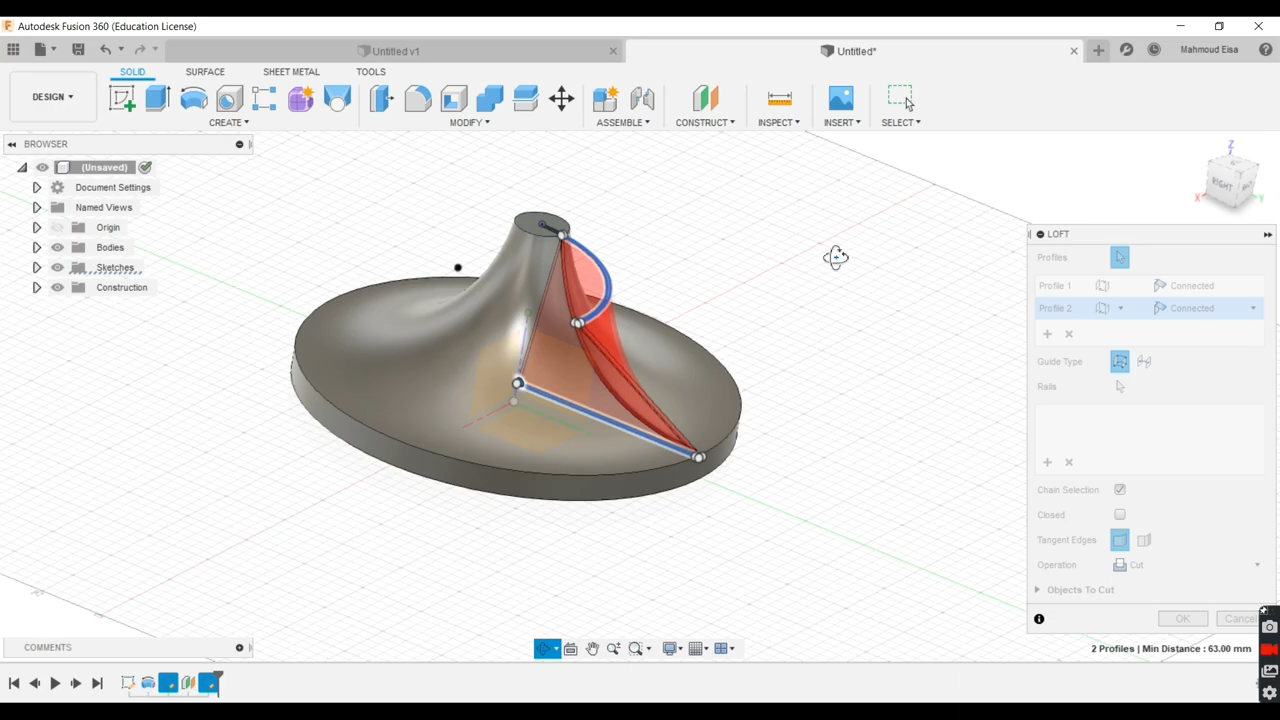 Autodesk Fusion 360 (Education License)
Untitled v1
Untitled*
Mahmoud Eisa
SOLID SURFACE SHEET METAL TOOLS
DESIGN
CREATE MODIFY ASSEMBLE CONSTRUCT INSPECT INSERT SELECT
BROWSER
(Unsaved)
Document Settings
Named Views
Origin
Bodies
Sketches
Construction
Z
RIGHT
X
Y
LOFT
Profiles
Profile 1 Connected
Profile 2 Connected
Guide Type
Rails
Chain Selection
Closed
Tangent Edges
Operation Cut
Objects To Cut
OK Cancel
COMMENTS
2 Profiles | Min Distance : 63.00 mm